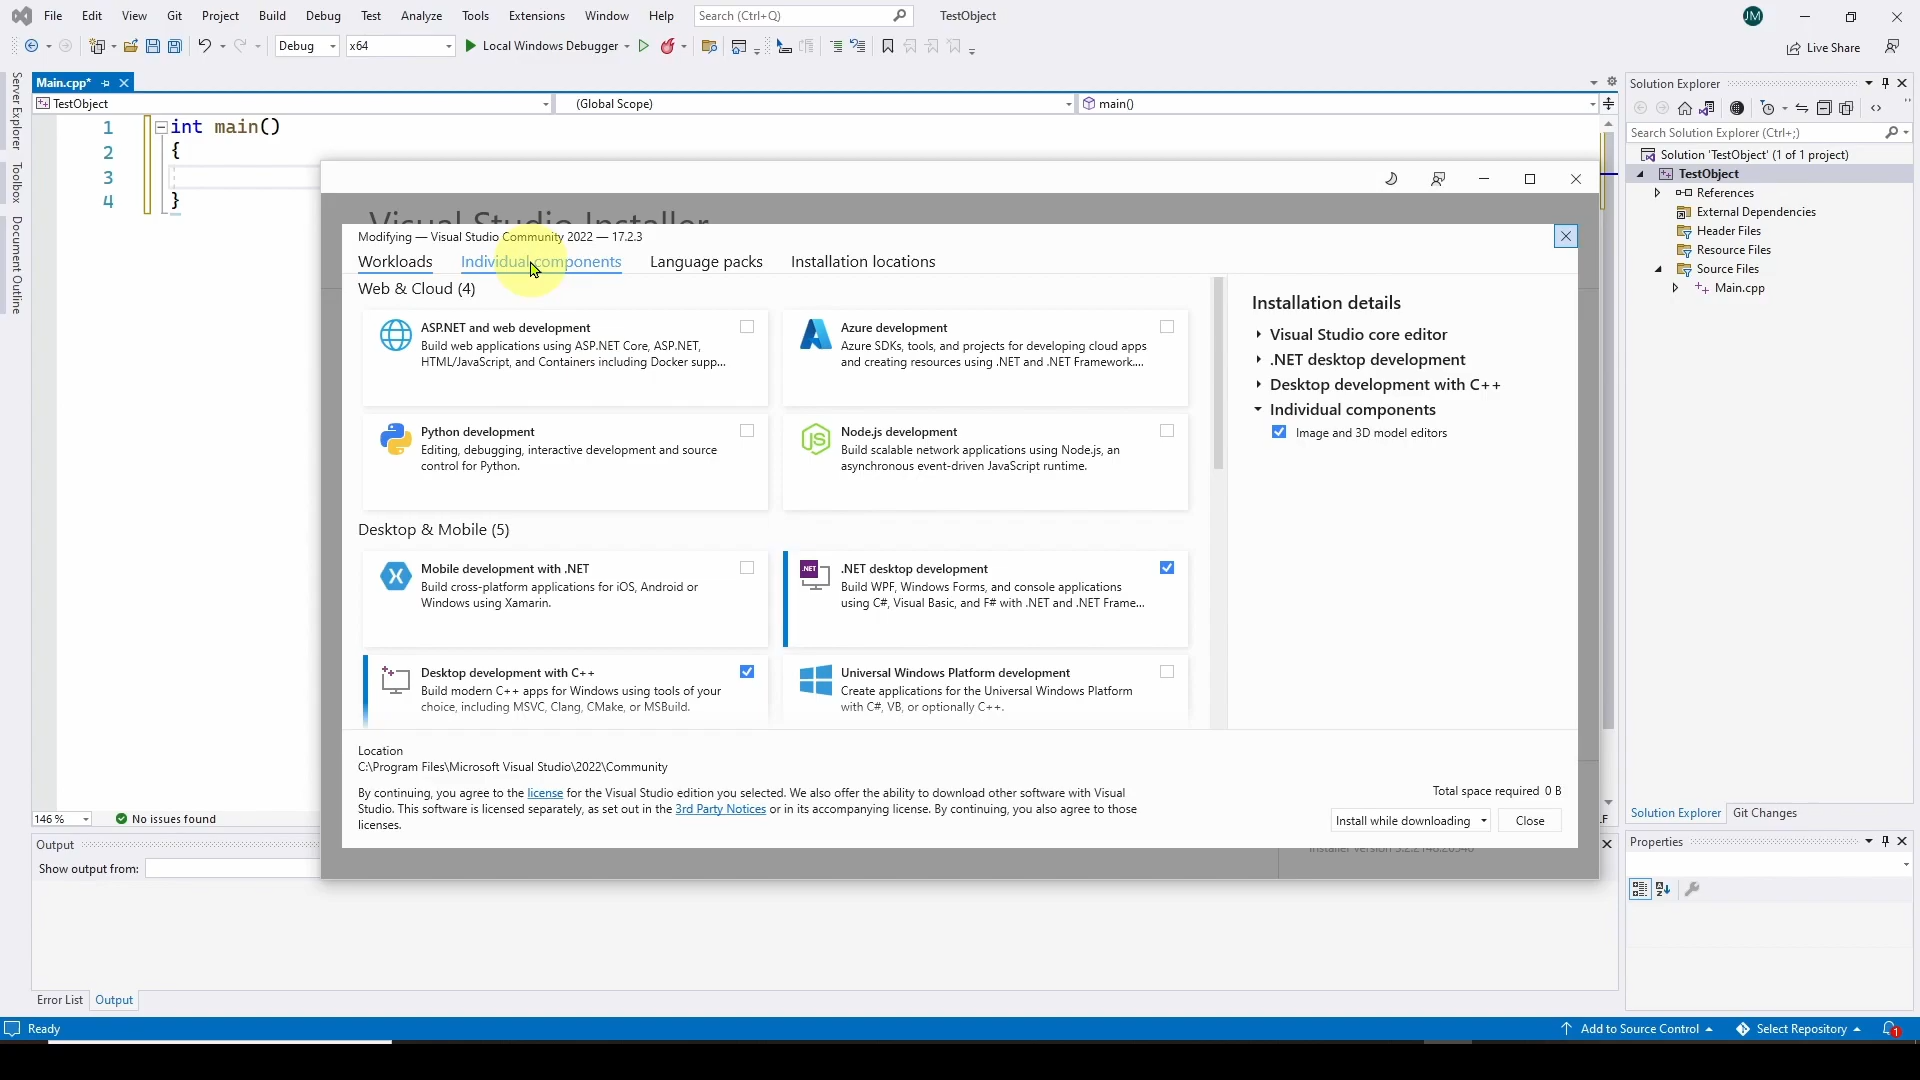 File Edit View Git Project Build Debug Test Analyze Tools Extensions Window Help Search (Ctrl+Q) TestObject JM
Debug x64 Local Windows Debugger Live Share
Server Explorer
Toolbox
Document Outline
Main.cpp*
TestObject (Global Scope) main()
1 int main()
2 {
3
4 }
Visual Studio Installer
Modifying — Visual Studio Community 2022 — 17.2.3
Workloads Individual components Language packs Installation locations
Web & Cloud (4)
ASP.NET and web development
Build web applications using ASP.NET Core, ASP.NET,
HTML/JavaScript, and Containers including Docker supp...
Azure development
Azure SDKs, tools, and projects for developing cloud apps
and creating resources using .NET and .NET Framework....
Python development
Editing, debugging, interactive development and source
control for Python.
Node.js development
Build scalable network applications using Node.js, an
asynchronous event-driven JavaScript runtime.
Desktop & Mobile (5)
Mobile development with .NET
Build cross-platform applications for iOS, Android or
Windows using Xamarin.
.NET
.NET desktop development
Build WPF, Windows Forms, and console applications
using C#, Visual Basic, and F# with .NET and .NET Frame...
Desktop development with C++
Build modern C++ apps for Windows using tools of your
choice, including MSVC, Clang, CMake, or MSBuild.
Universal Windows Platform development
Create applications for the Universal Windows Platform
with C#, VB, or optionally C++.
Installation details
Visual Studio core editor
.NET desktop development
Desktop development with C++
Individual components
Image and 3D model editors
Location
C:\Program Files\Microsoft Visual Studio\2022\Community
By continuing, you agree to the license for the Visual Studio edition you selected. We also offer the ability to download other software with Visual
Studio. This software is licensed separately, as set out in the 3rd Party Notices or in its accompanying license. By continuing, you also agree to those
licenses.
Total space required 0 B
Install while downloading Close
Solution Explorer
Search Solution Explorer (Ctrl+;)
Solution 'TestObject' (1 of 1 project)
TestObject
References
External Dependencies
Header Files
Resource Files
Source Files
Main.cpp
Solution Explorer Git Changes
Properties
146 % No issues found
Output
Show output from:
Error List Output
Ready Add to Source Control Select Repository 1